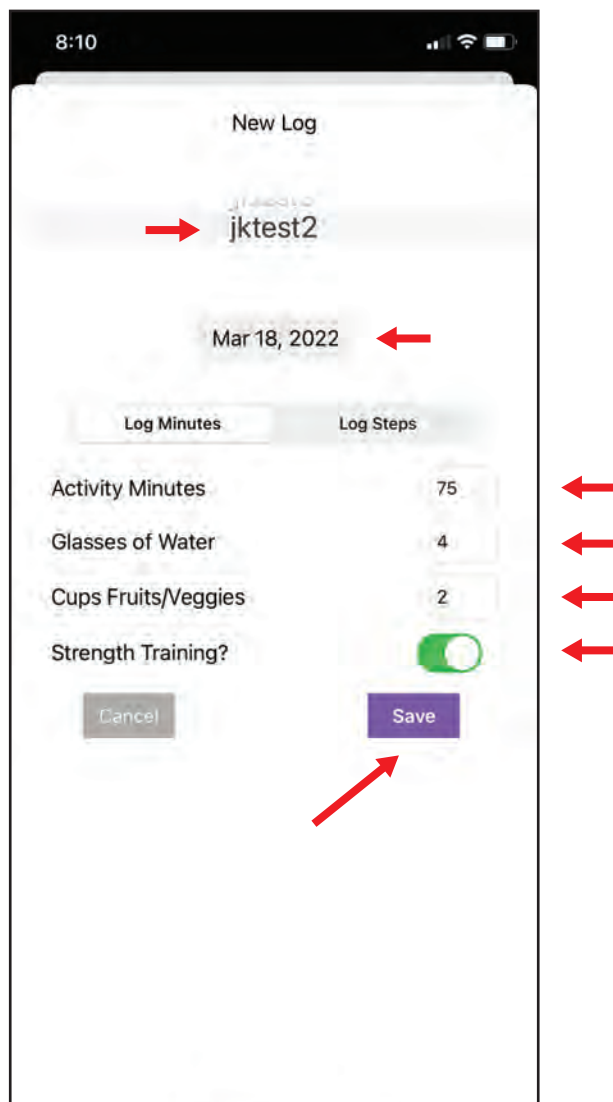 8:10
New Log
jktest2
Mar 18, 2022
Log Minutes Log Steps
Activity Minutes 75
Glasses of Water 4
Cups Fruits/Veggies 2
Strength Training?
Cancel Save